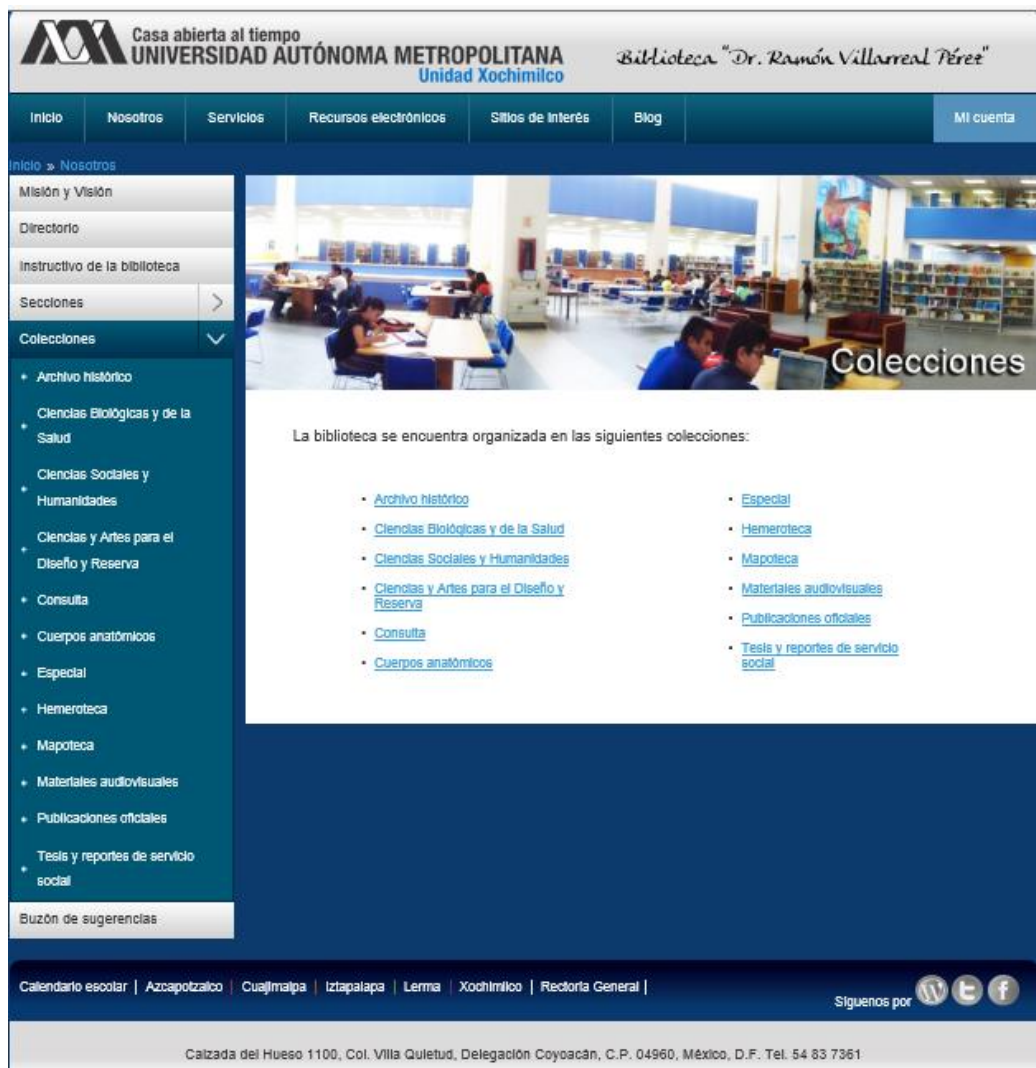 Casa abierta al tiempo
UNIVERSIDAD AUTÓNOMA METROPOLITANA
Unidad Xochimilco
Biblioteca "Dr. Ramón Villarreal Pérez"
Inicio
Nosotros
Servicios
Recursos electrónicos
Sitios de Interés
Blog
Mi cuenta
Inicio » Nosotros
Misión y Visión
Directorio
Instructivo de la biblioteca
Secciones
Colecciones
Archivo histórico
Ciencias Biológicas y de la
Salud
Ciencias Sociales y
Humanidades
Ciencias y Artes para el
Diseño y Reserva
Consulta
Cuerpos anatómicos
Especial
Hemeroteca
Mapoteca
Materiales audiovisuales
Publicaciones oficiales
Tesis y reportes de servicio
social
Buzón de sugerencias
Colecciones
La biblioteca se encuentra organizada en las siguientes colecciones:
Archivo histórico
Ciencias Biológicas y de la Salud
Ciencias Sociales y Humanidades
Ciencias y Artes para el Diseño y
Reserva
Consulta
Cuerpos anatómicos
Especial
Hemeroteca
Mapoteca
Materiales audiovisuales
Publicaciones oficiales
Tesis y reportes de servicio
social
Calendario escolar | Azcapotzalco | Cuajimalpa | Iztapalapa | Lerma | Xochimilco | Rectoría General |
Síguenos por
Calzada del Hueso 1100, Col. Villa Quietud, Delegación Coyoacán, C.P. 04960, México, D.F. Tel. 54 83 7361